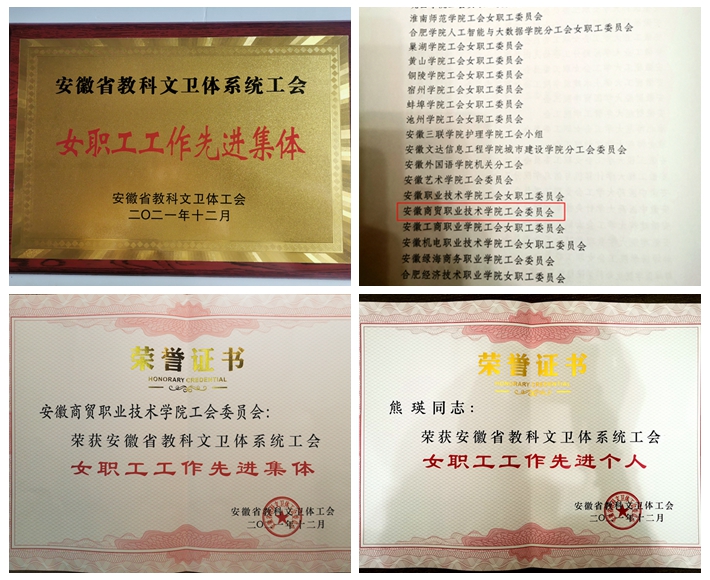 安徽省教科文卫体系统工会
女职工工作先进集体
安徽省教科文卫体工会
二〇二一年十二月
淮南师范学院工会女职工委员会
合肥学院人工智能与大数据学院分工会女职工委员会
巢湖学院工会女职工委员会
黄山学院工会女职工委员会
铜陵学院工会女职工委员会
宿州学院工会女职工委员会
蚌埠学院工会女职工委员会
池州学院工会女职工委员会
安徽三联学院护理学院工会小组
安徽文达信息工程学院城市建设学院分工会委员会
安徽外国语学院机关分工会
安徽艺术学院工会委员会
安徽职业技术学院工会女职工委员会
安徽商贸职业技术学院工会委员会
安徽工商职业学院工会女职工委员会
安徽机电职业技术学院工会女职工委员会
安徽绿海商务职业学院工会委员会
合肥经济技术职业学院女职工委员会
荣誉证书
HONORARY CREDENTIAL
安徽商贸职业技术学院工会委员会：
荣获安徽省教科文卫体系统工会
女职工工作先进集体
安徽省教科文卫体工会
二〇二一年十二月
荣誉证书
HONORARY CREDENTIAL
熊瑛同志：
荣获安徽省教科文卫体系统工会
女职工工作先进个人
安徽省教科文卫体工会
二〇二一年十二月